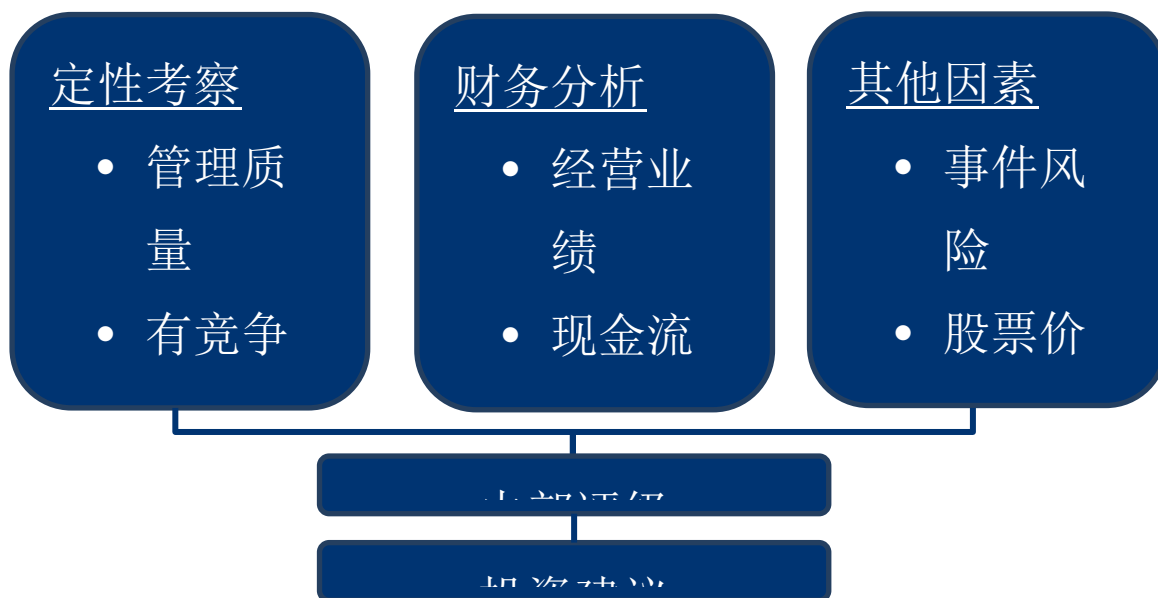 定性考察
• 管理质
量
• 有竞争
财务分析
• 经营业
绩
• 现金流
其他因素
• 事件风
险
• 股票价